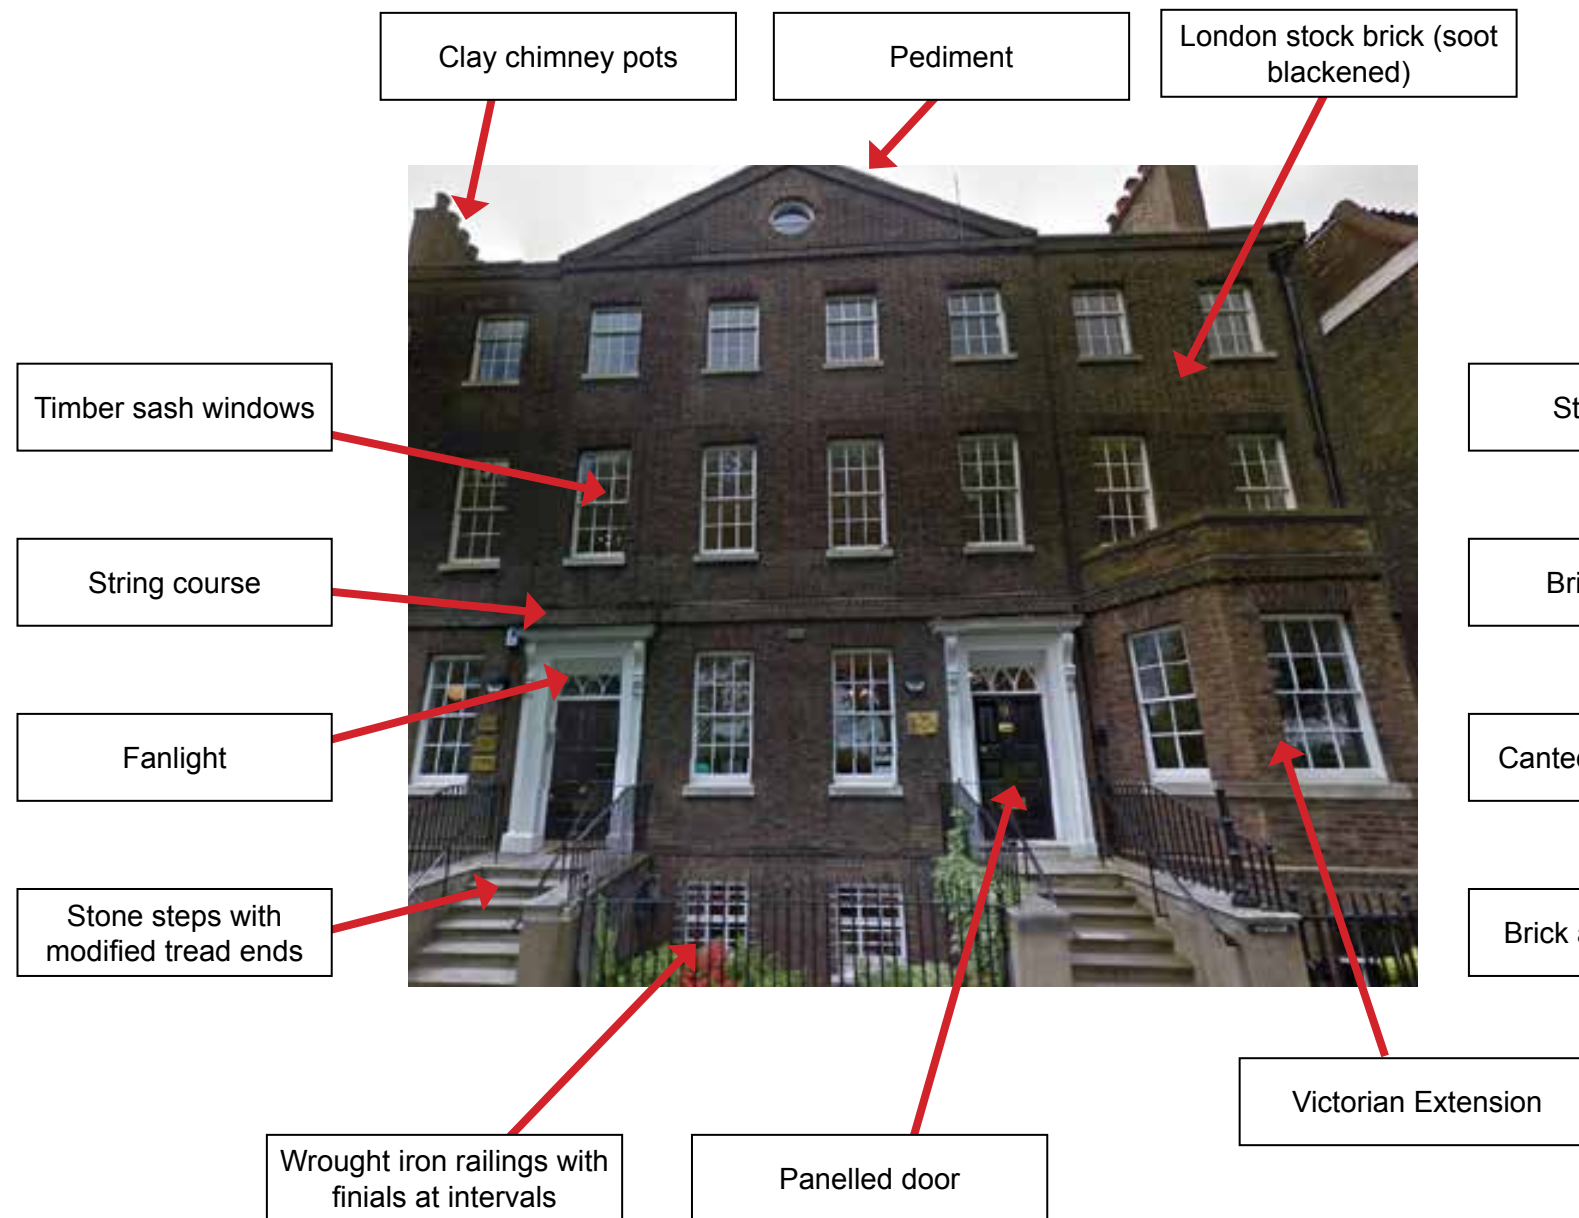 Clay chimney pots
Pediment
London stock brick (soot
blackened)
Timber sash windows
String course
Fanlight
Stone steps with
modified tread ends
Wrought iron railings with
finials at intervals
Panelled door
Victorian Extension
Brick